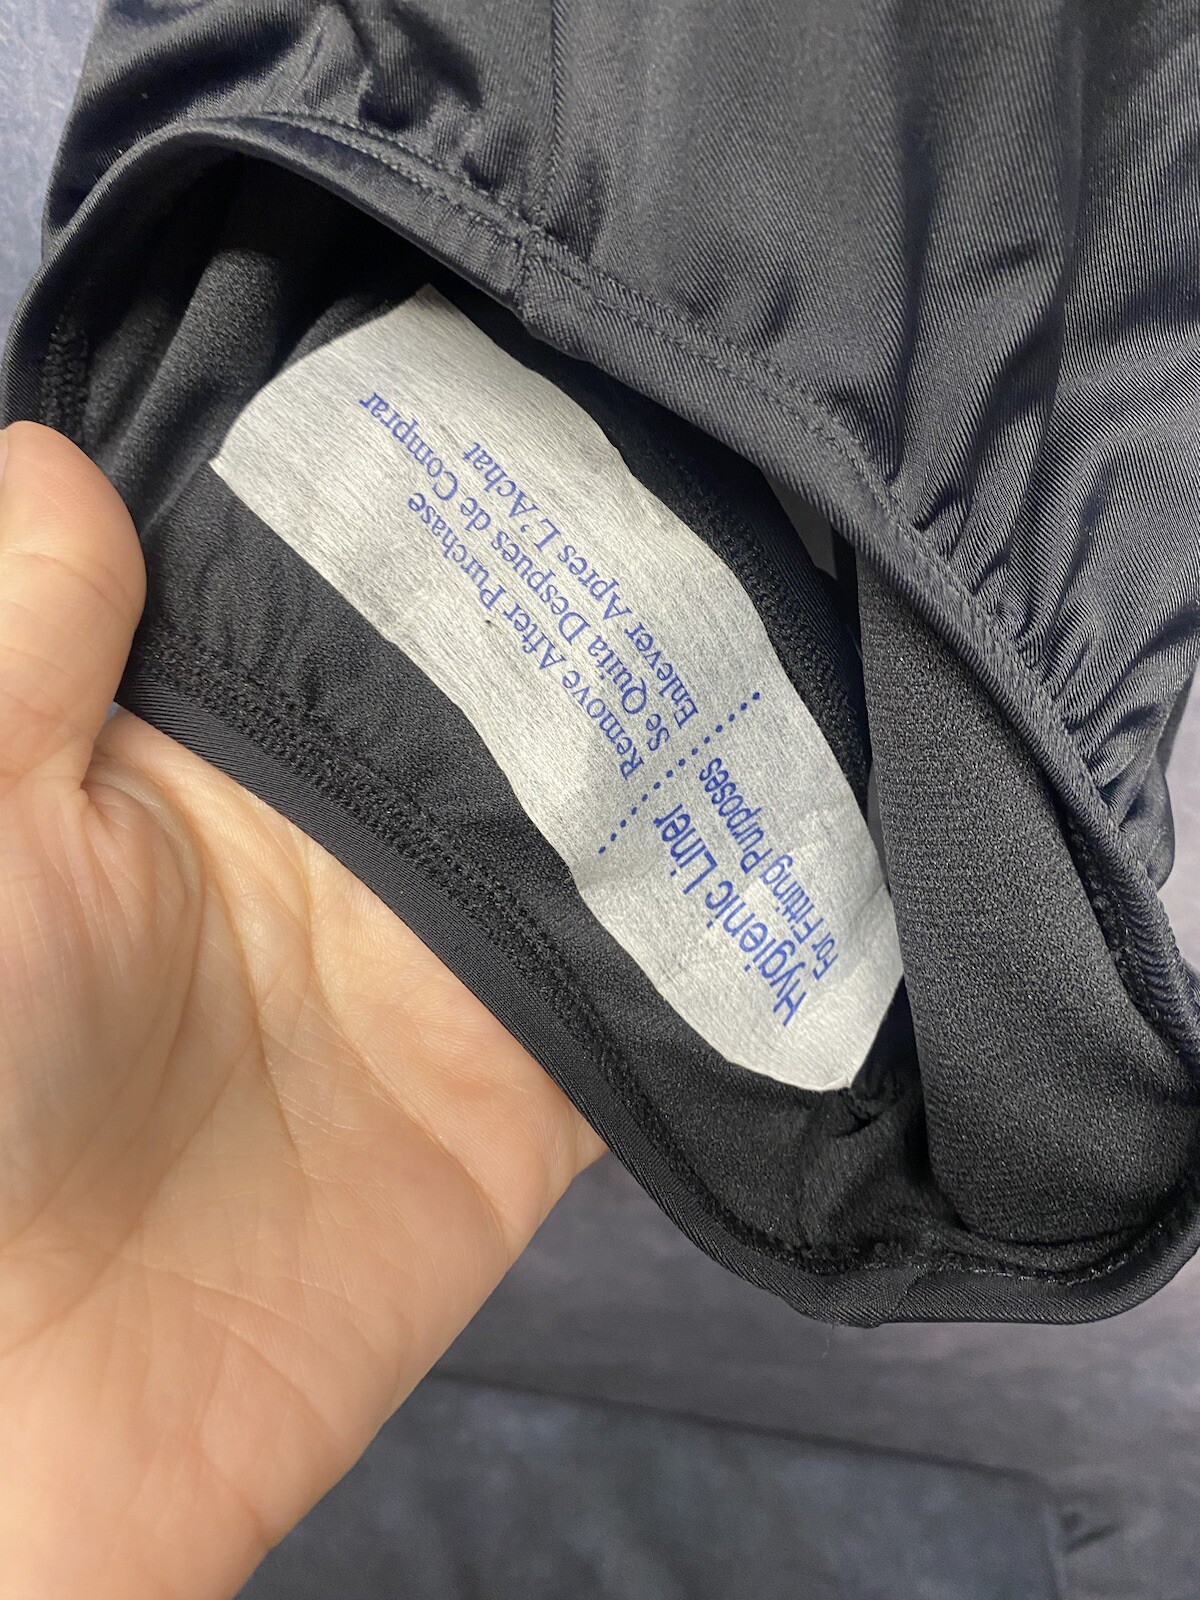 Hygienic Liner
For Fitting Purposes
Remove After Purchase
Se Quita Despues de Comprar
Enlever Apres L'Achat